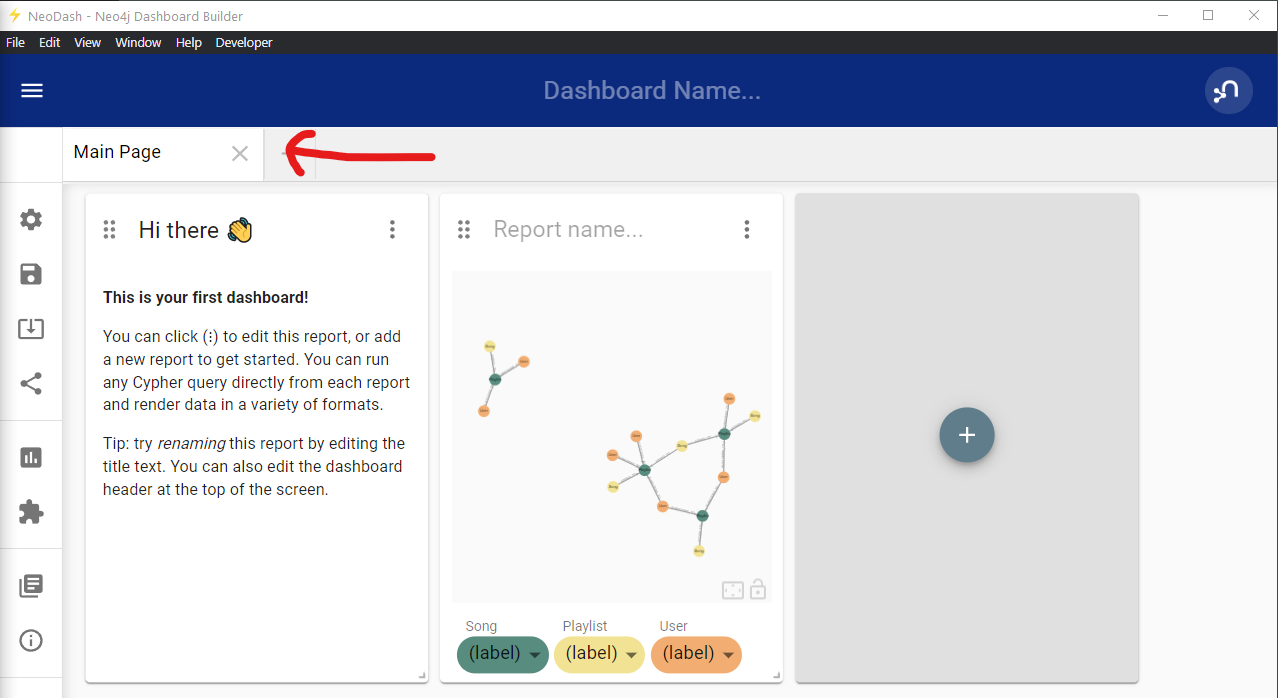 NeoDash - Neo4j Dashboard Builder
File Edit View Window Help Developer
Dashboard Name...
Main Page
Hi there 👋
This is your first dashboard!
You can click (⋮) to edit this report, or add
a new report to get started. You can run
any Cypher query directly from each report
and render data in a variety of formats.
Tip: try renaming this report by editing the
title text. You can also edit the dashboard
header at the top of the screen.
Report name...
Song Playlist User
(label) (label) (label)